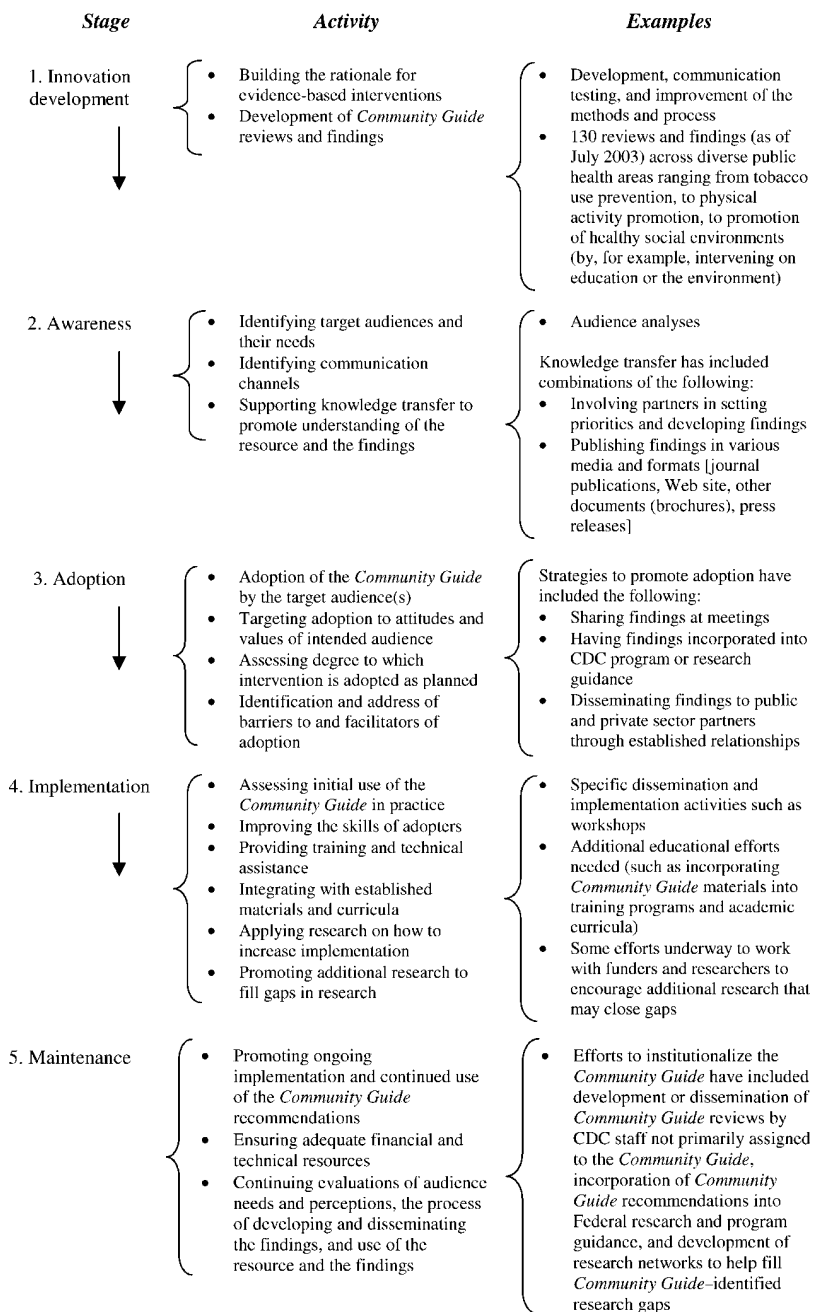 Stage Activity Examples
1. Innovation
development
• Building the rationale for
evidence-based interventions
• Development of Community Guide
reviews and findings
• Development, communication
testing, and improvement of the
methods and process
• 130 reviews and findings (as of
July 2003) across diverse public
health areas ranging from tobacco
use prevention, to physical
activity promotion, to promotion
of healthy social environments
(by, for example, intervening on
education or the environment)
2. Awareness
• Identifying target audiences and
their needs
• Identifying communication
channels
• Supporting knowledge transfer to
promote understanding of the
resource and the findings
• Audience analyses
Knowledge transfer has included
combinations of the following:
• Involving partners in setting
priorities and developing findings
• Publishing findings in various
media and formats [journal
publications, Web site, other
documents (brochures), press
releases]
3. Adoption
• Adoption of the Community Guide
by the target audience(s)
• Targeting adoption to attitudes and
values of intended audience
• Assessing degree to which
intervention is adopted as planned
• Identification and address of
barriers to and facilitators of
adoption
Strategies to promote adoption have
included the following:
• Sharing findings at meetings
• Having findings incorporated into
CDC program or research
guidance
• Disseminating findings to public
and private sector partners
through established relationships
4. Implementation
• Assessing initial use of the
Community Guide in practice
• Improving the skills of adopters
• Providing training and technical
assistance
• Integrating with established
materials and curricula
• Applying research on how to
increase implementation
• Promoting additional research to
fill gaps in research
• Specific dissemination and
implementation activities such as
workshops
• Additional educational efforts
needed (such as incorporating
Community Guide materials into
training programs and academic
curricula)
• Some efforts underway to work
with funders and researchers to
encourage additional research that
may close gaps
5. Maintenance
• Promoting ongoing
implementation and continued use
of the Community Guide
recommendations
• Ensuring adequate financial and
technical resources
• Continuing evaluations of audience
needs and perceptions, the process
of developing and disseminating
the findings, and use of the
resource and the findings
• Efforts to institutionalize the
Community Guide have included
development or dissemination of
Community Guide reviews by
CDC staff not primarily assigned
to the Community Guide,
incorporation of Community
Guide recommendations into
Federal research and program
guidance, and development of
research networks to help fill
Community Guide–identified
research gaps